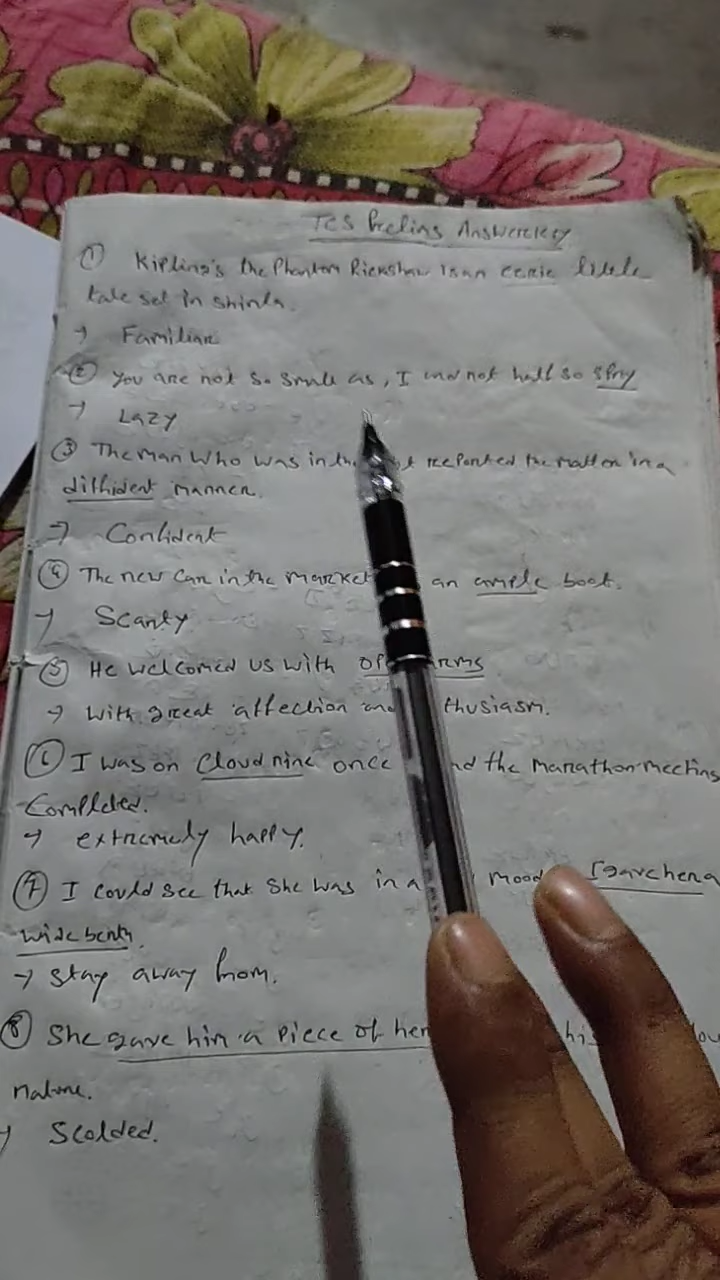 TCS Prelims Answerkey
① Kipling's the Phantom Rickshaw is an eerie little
tale set in Shimla.
→ Familiar
② You are not so small as, I and not half so spry
→ Lazy
③ The man who was in the reported the matter in a
diffident manner.
→ Confident
④ The new car in the market an ample boot.
→ Scanty
⑤ He welcomed us with arms
→ with great affection and
⑥ I was on Cloud nine once the Marathon meeting
Completed.
→ extremely happy.
⑦ I could see that she was in a mood I gave her a
wide berth.
→ stay away from.
⑧ She gave him a piece of her
nature.
→ Scolded.